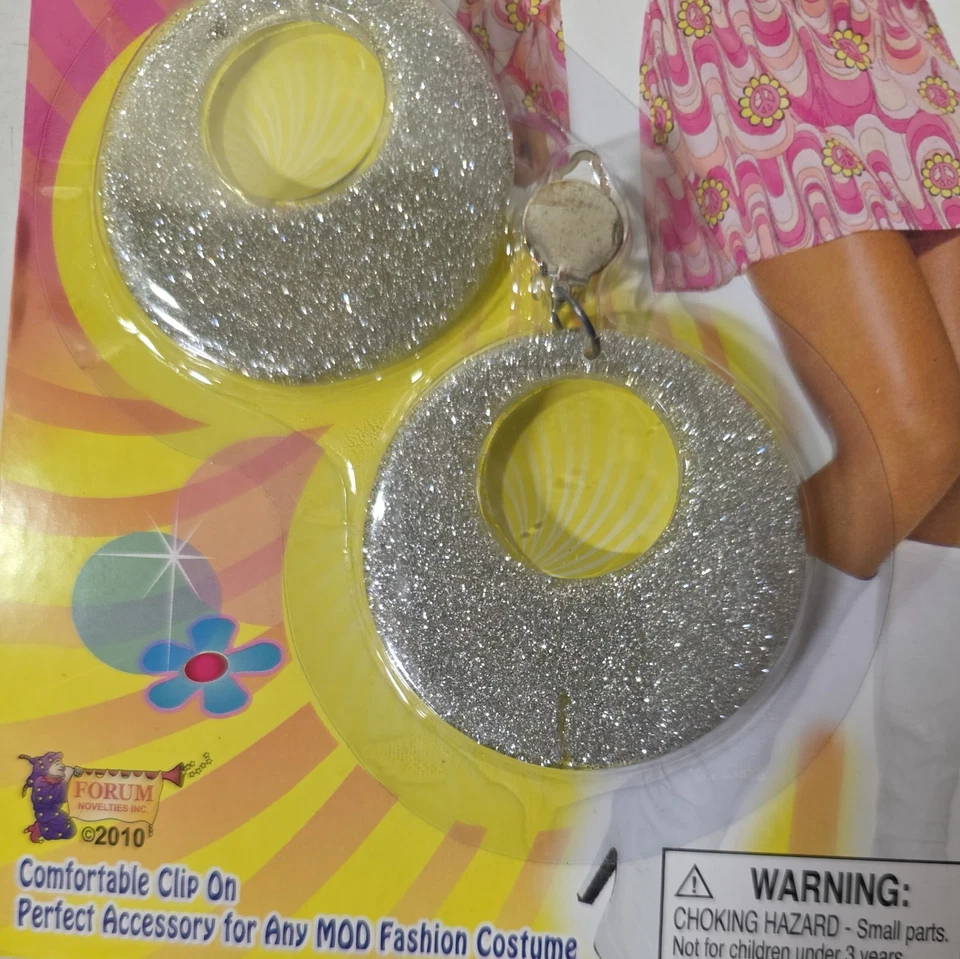 FORUM
NOVELTIES INC.
©2010
Comfortable Clip On
Perfect Accessory for Any MOD Fashion Costume
WARNING:
CHOKING HAZARD - Small parts.
Not for children under 3 years